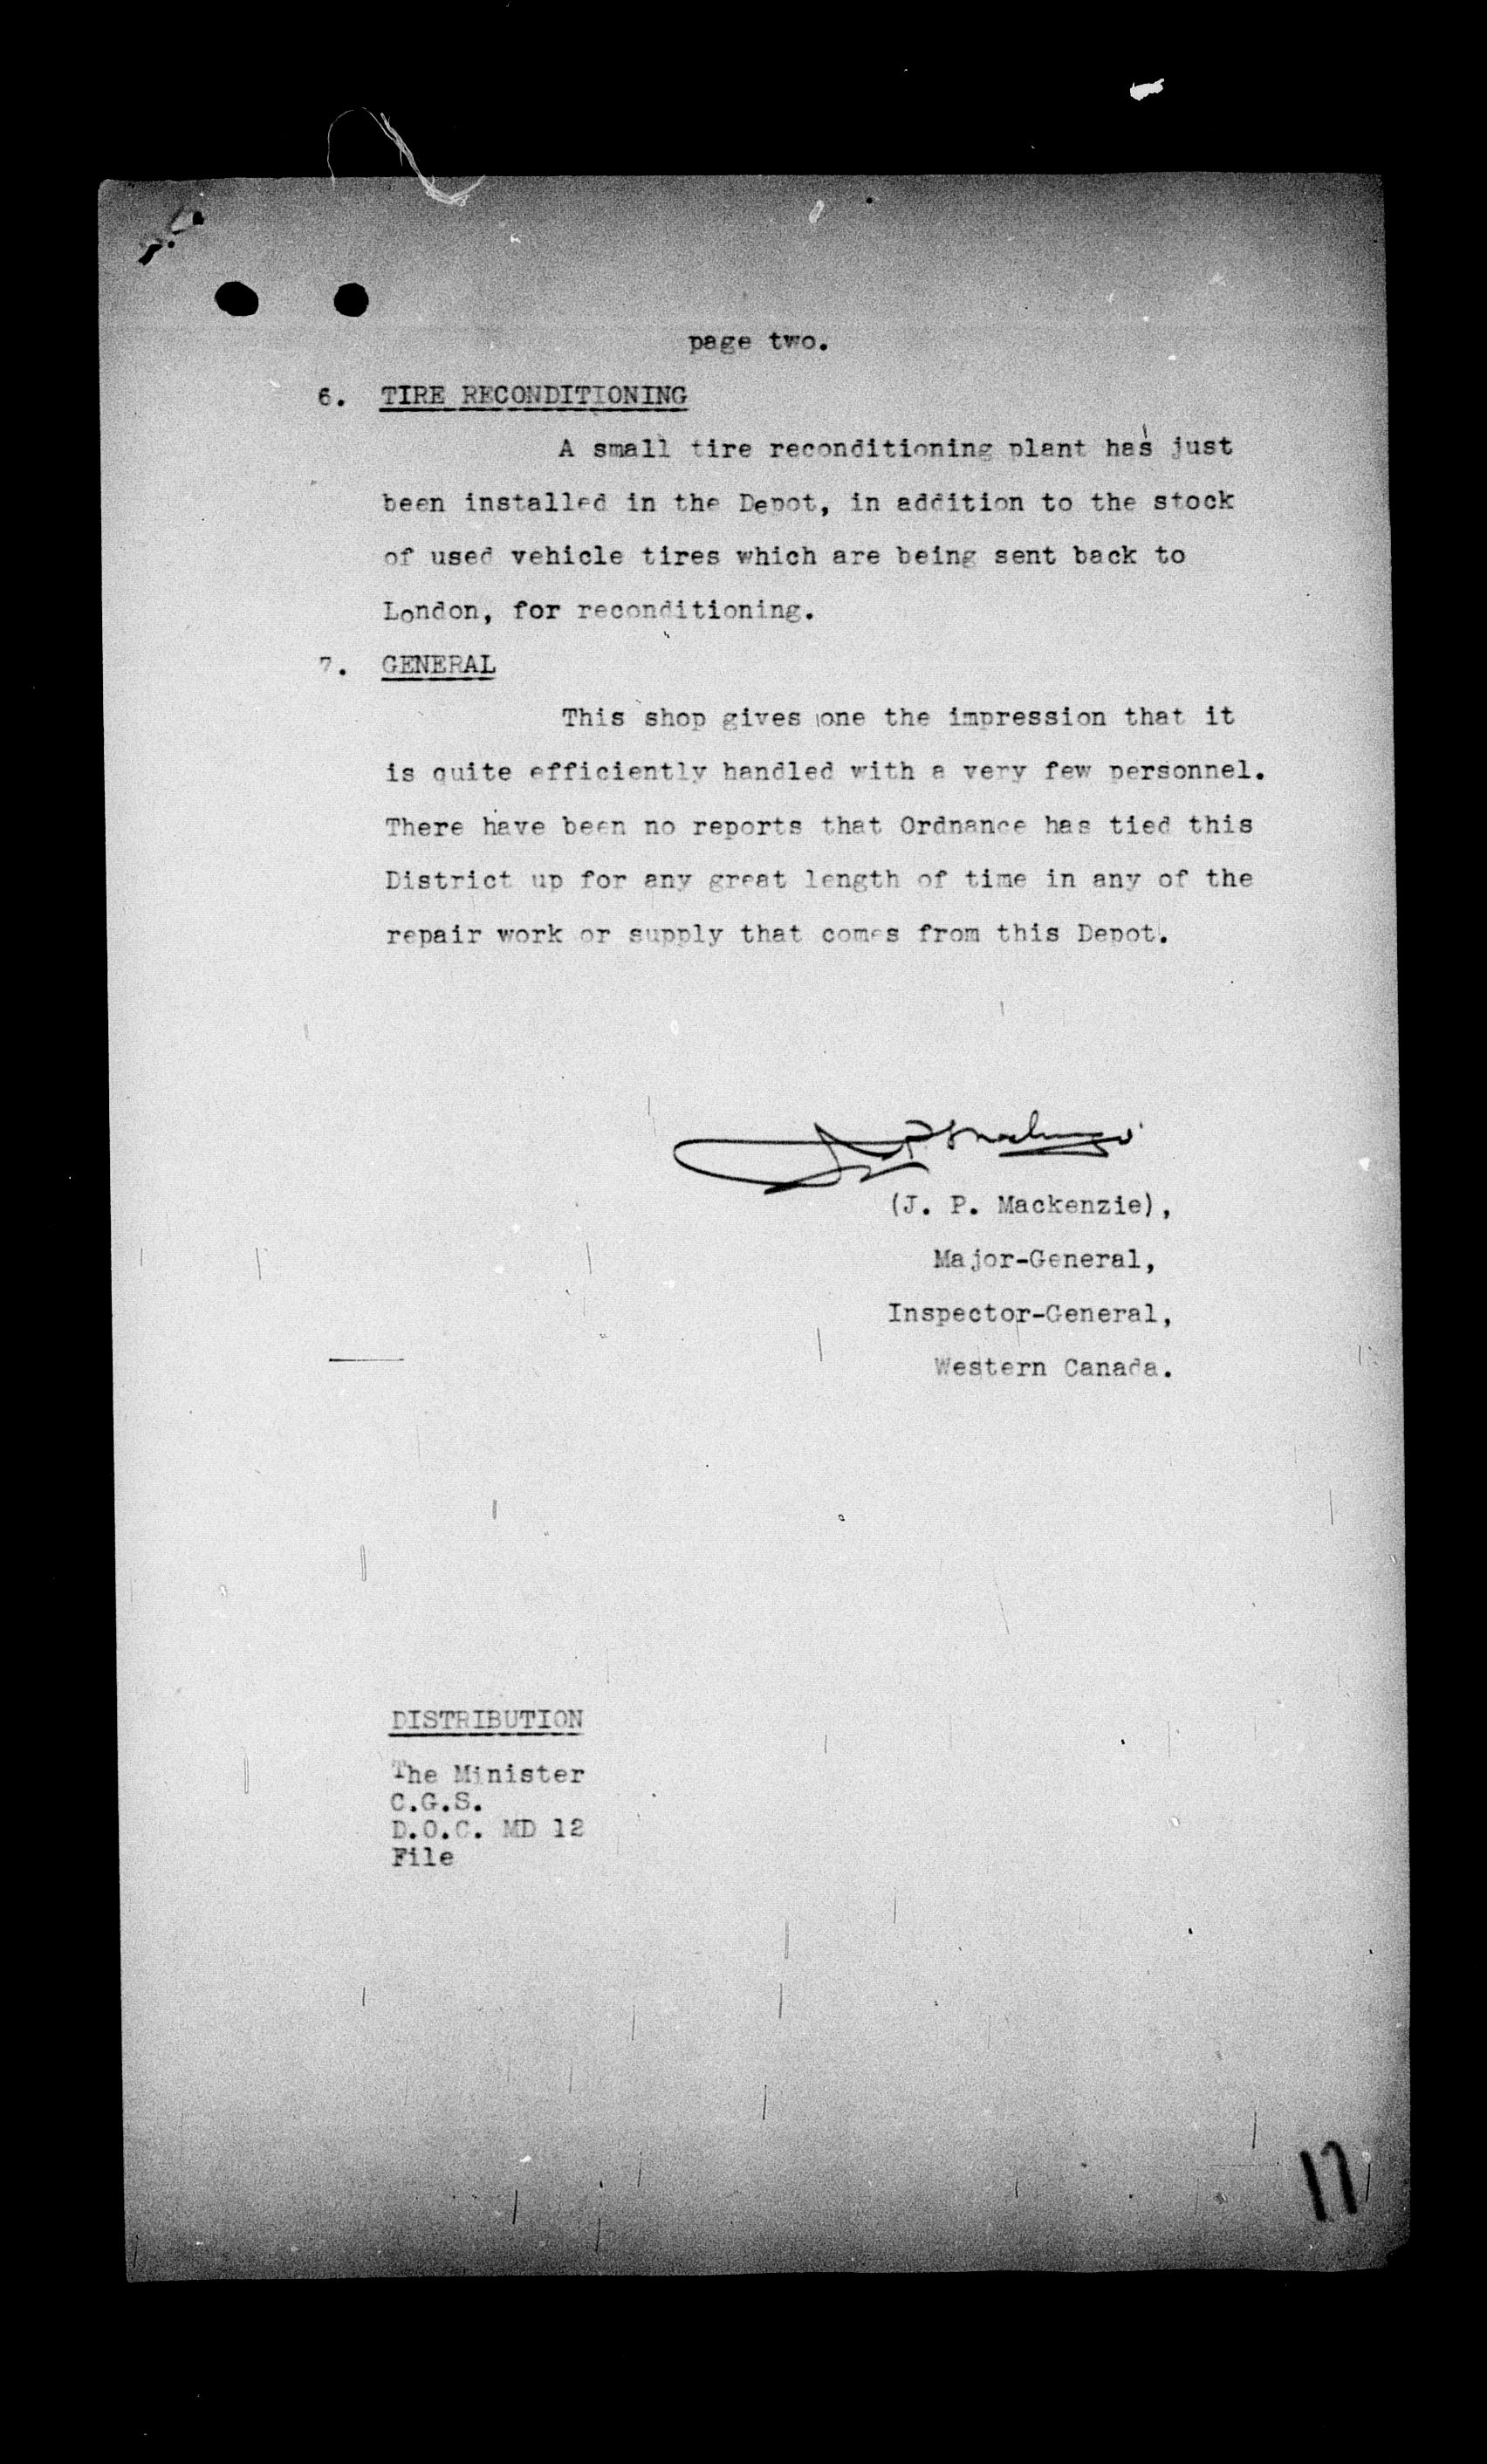 page two.
6. TIRE RECONDITIONING
A small tire reconditioning plant has just
been installed in the Depot, in addition to the stock
of used vehicle tires which are being sent back to
London, for reconditioning.
7. GENERAL
This shop gives one the impression that it
is quite efficiently handled with a very few personnel.
There have been no reports that Ordnance has tied this
District up for any great length of time in any of the
repair work or supply that comes from this Depot.
(J. P. Mackenzie),
Major-General,
Inspector-General,
Western Canada.
DISTRIBUTION
The Minister
C.G.S.
D.O.C. MD 12
File